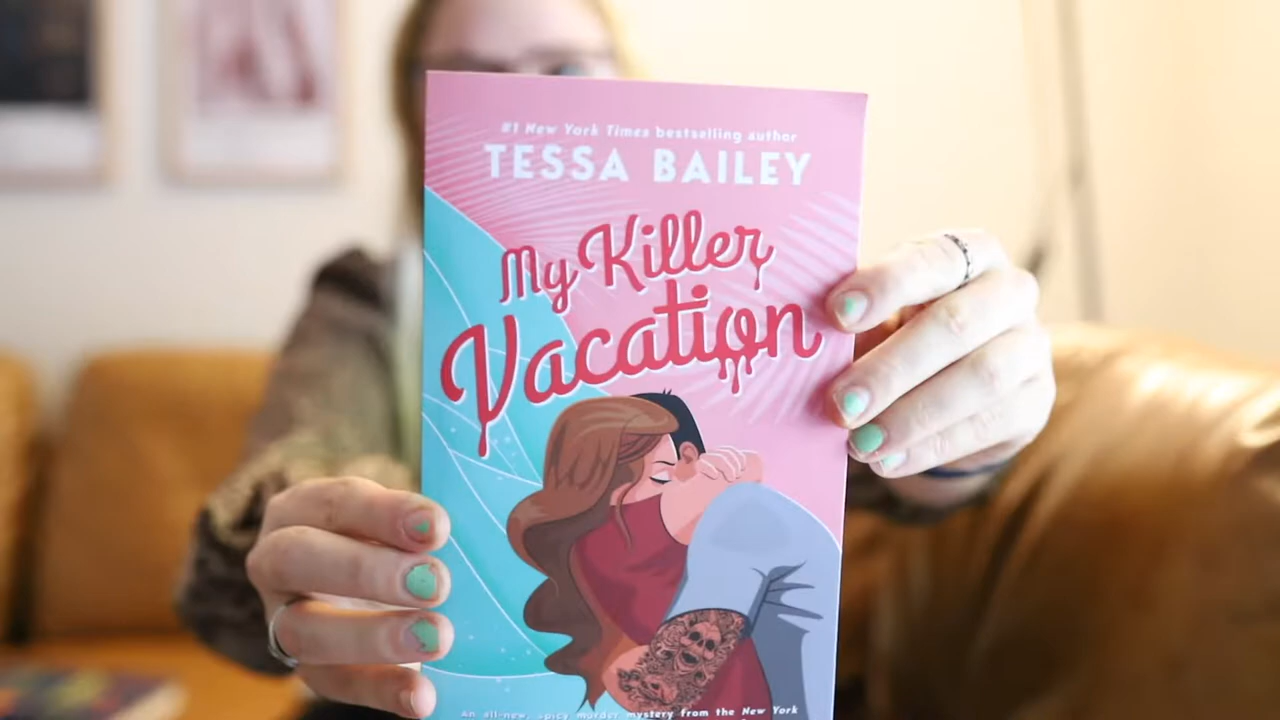 #1 New York Times bestselling author
TESSA BAILEY
My Killer
Vacation
An all-new, spicy murder mystery from the New York